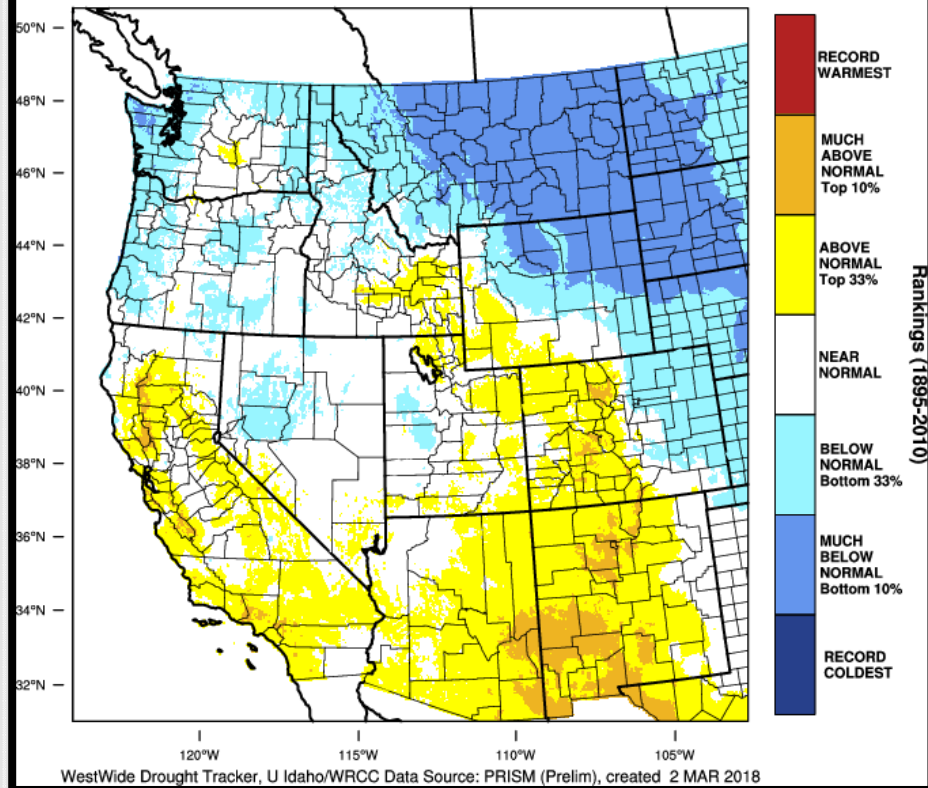 50°N
48°N
46°N
44°N
42°N
40°N
38°N
36°N
34°N
32°N
120°W
115°W
110°W
105°W
RECORD
WARMEST
MUCH
ABOVE
NORMAL
Top 10%
ABOVE
NORMAL
Top 33%
NEAR
NORMAL
BELOW
NORMAL
Bottom 33%
MUCH
BELOW
NORMAL
Bottom 10%
RECORD
COLDEST
Rankings (1895-2010)
WestWide Drought Tracker, U Idaho/WRCC Data Source: PRISM (Prelim), created 2 MAR 2018